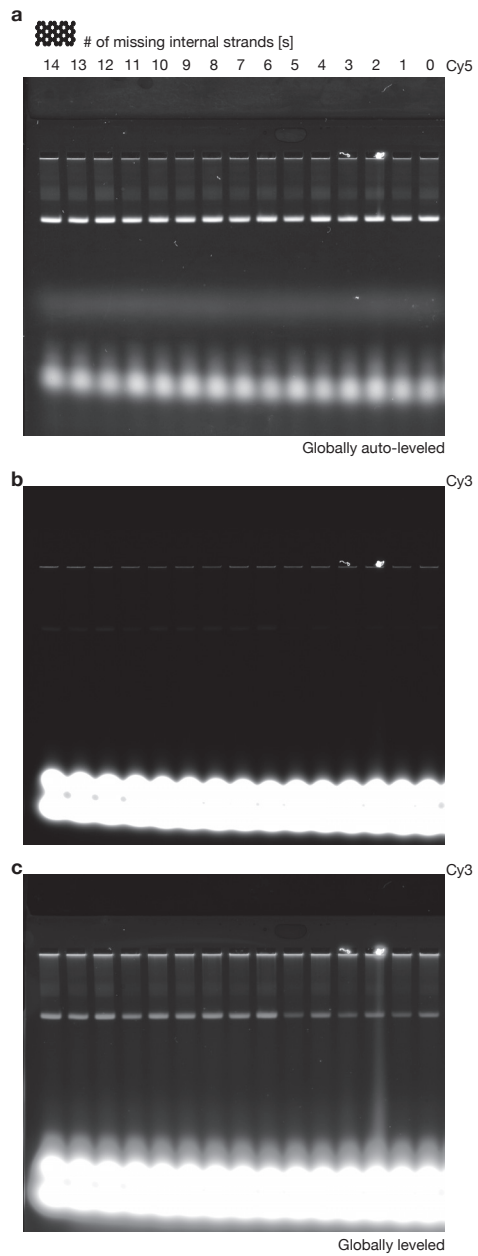 a
# of missing internal strands [s]
14 13 12 11 10 9 8 7 6 5 4 3 2 1 0 Cy5
Globally auto-leveled
b
Cy3
c
Cy3
Globally leveled